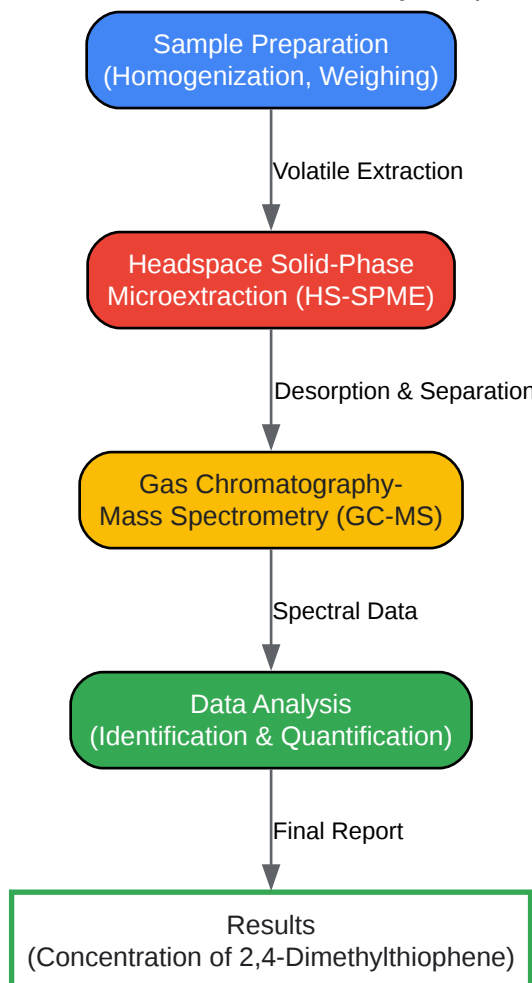 Sample Preparation
(Homogenization, Weighing)
Volatile Extraction
Headspace Solid-Phase
Microextraction (HS-SPME)
Desorption & Separation
Gas Chromatography-
Mass Spectrometry (GC-MS)
Spectral Data
Data Analysis
(Identification & Quantification)
Final Report
Results
(Concentration of 2,4-Dimethylthiophene)